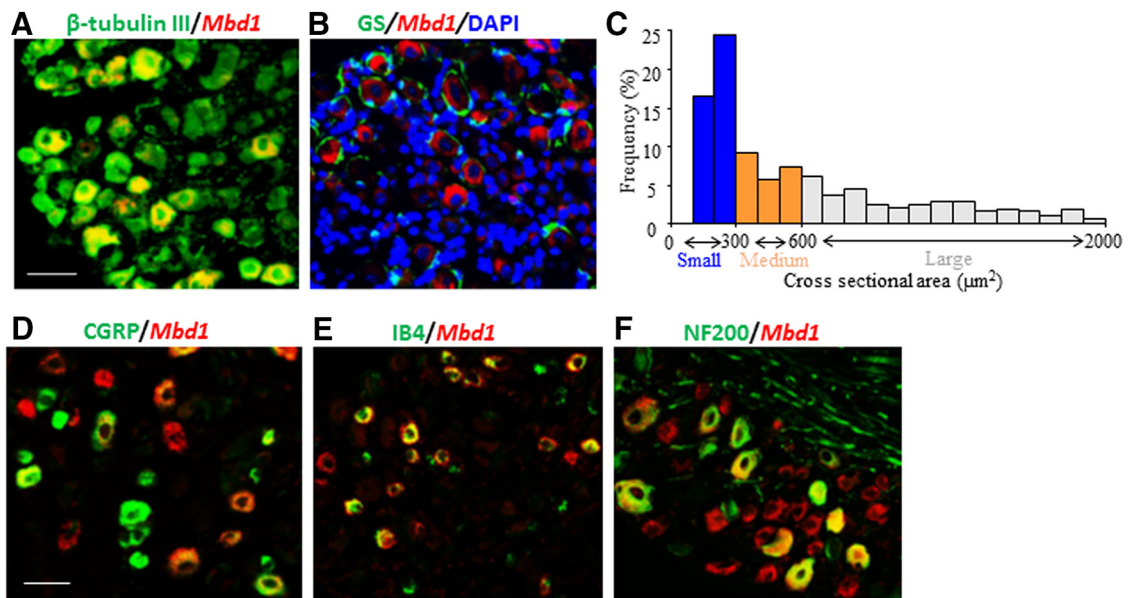 A β-tubulin III/Mbd1
B GS/Mbd1/DAPI
C
25
20
15
10
5
0
Frequency (%)
0 300 600 2000
Small Medium Large
Cross sectional area (µm²)
D CGRP/Mbd1
E IB4/Mbd1
F NF200/Mbd1